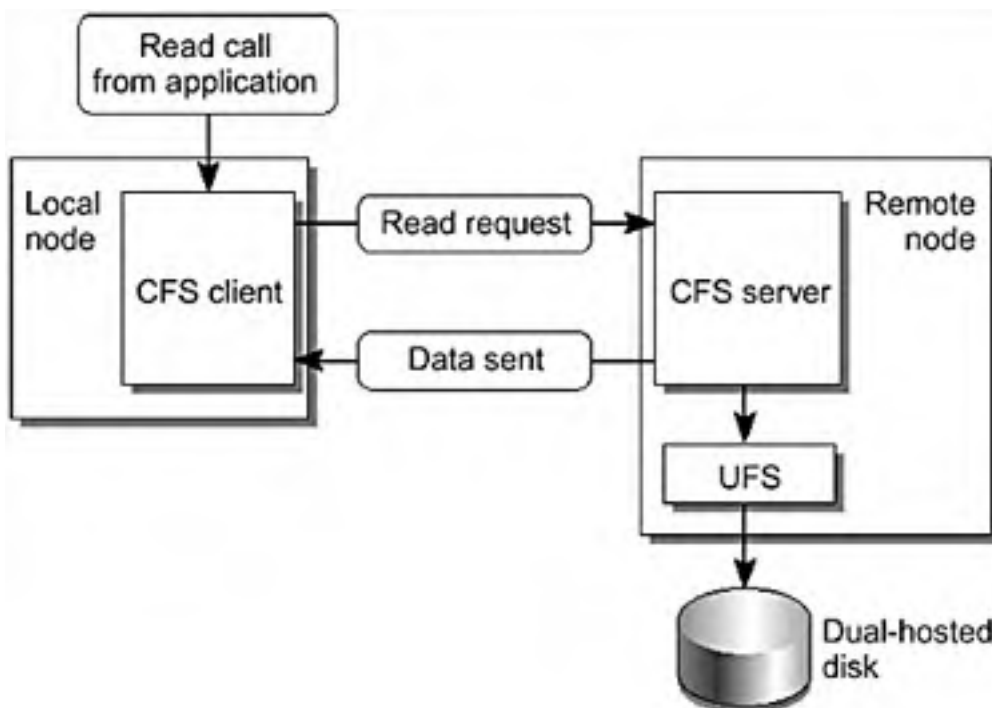 Read call
from application
Local
node
CFS client
Read request
Data sent
Remote
node
CFS server
UFS
Dual-hosted
disk